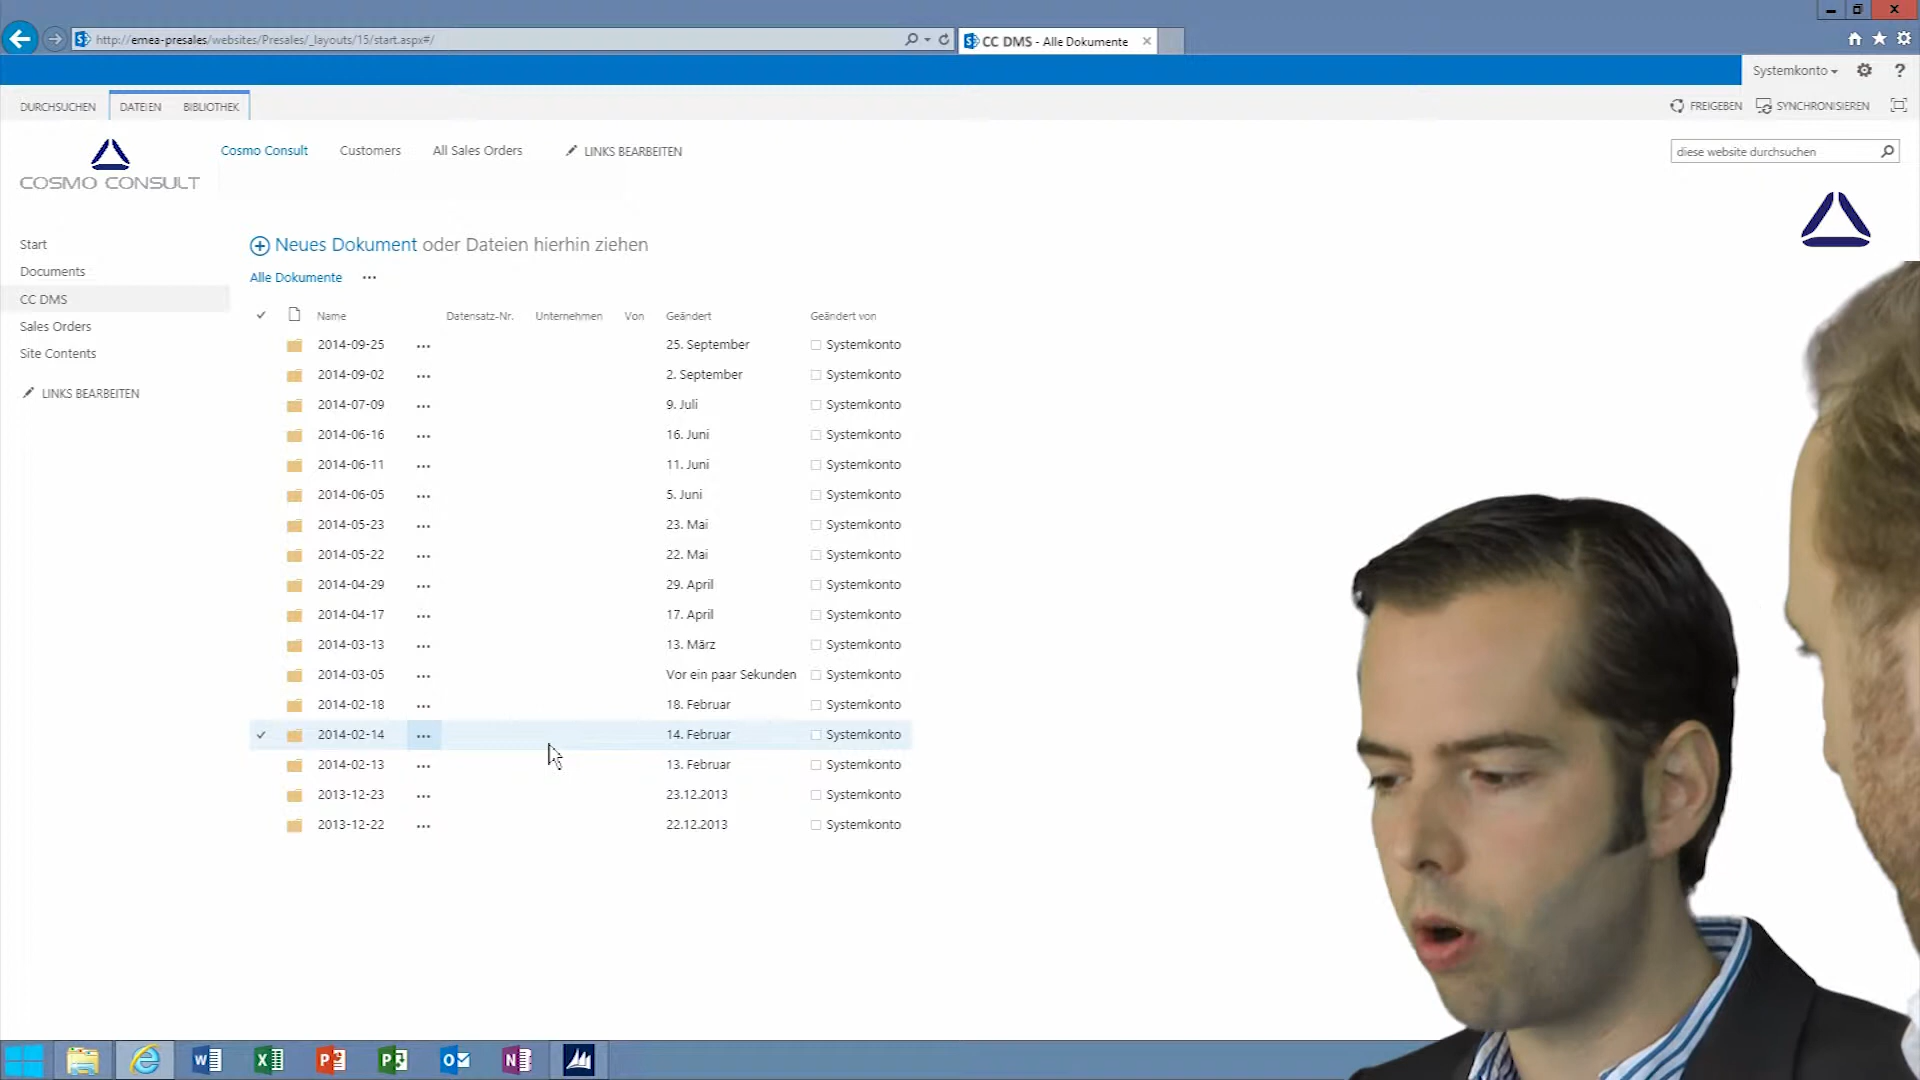 http://emea-presales/websites/Presales/_layouts/15/start.aspx#/
CC DMS - Alle Dokumente
Systemkonto
?
DURCHSUCHEN DATEIEN BIBLIOTHEK
FREIGEBEN SYNCHRONISIEREN
COSMO CONSULT
Cosmo Consult Customers All Sales Orders LINKS BEARBEITEN
diese website durchsuchen
Start
Documents
CC DMS
Sales Orders
Site Contents
LINKS BEARBEITEN
Neues Dokument oder Dateien hierhin ziehen
Alle Dokumente ...
Name Datensatz-Nr. Unternehmen Von Geändert Geändert von
2014-09-25 ... 25. September Systemkonto
2014-09-02 ... 2. September Systemkonto
2014-07-09 ... 9. Juli Systemkonto
2014-06-16 ... 16. Juni Systemkonto
2014-06-11 ... 11. Juni Systemkonto
2014-06-05 ... 5. Juni Systemkonto
2014-05-23 ... 23. Mai Systemkonto
2014-05-22 ... 22. Mai Systemkonto
2014-04-29 ... 29. April Systemkonto
2014-04-17 ... 17. April Systemkonto
2014-03-13 ... 13. März Systemkonto
2014-03-05 ... Vor ein paar Sekunden Systemkonto
2014-02-18 ... 18. Februar Systemkonto
2014-02-14 ... 14. Februar Systemkonto
2014-02-13 ... 13. Februar Systemkonto
2013-12-23 ... 23.12.2013 Systemkonto
2013-12-22 ... 22.12.2013 Systemkonto